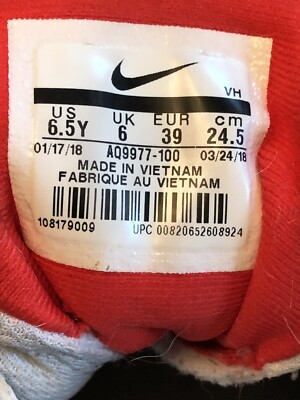 VH
US UK EUR cm
6.5Y 6 39 24.5
01/17/18 AQ9977-100 03/24/18
MADE IN VIETNAM
FABRIQUE AU VIETNAM
108179009
UPC 00820652608924